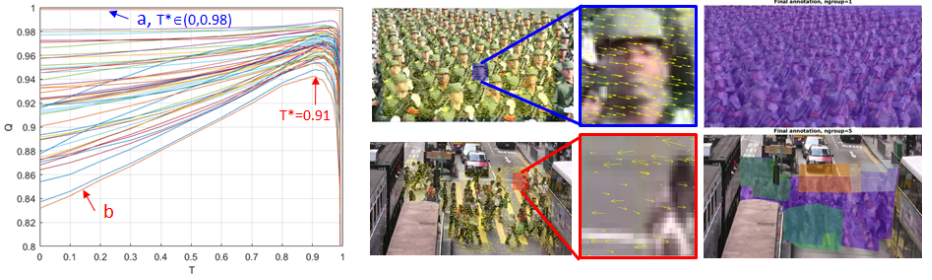 a, T*∈(0,0.98)
T*=0.91
b
Q
1
0.98
0.96
0.94
0.92
0.9
0.88
0.86
0.84
0.82
0.8
0 0.1 0.2 0.3 0.4 0.5 0.6 0.7 0.8 0.9 1
T
Final annotation, ngroup=1
Final annotation, ngroup=5